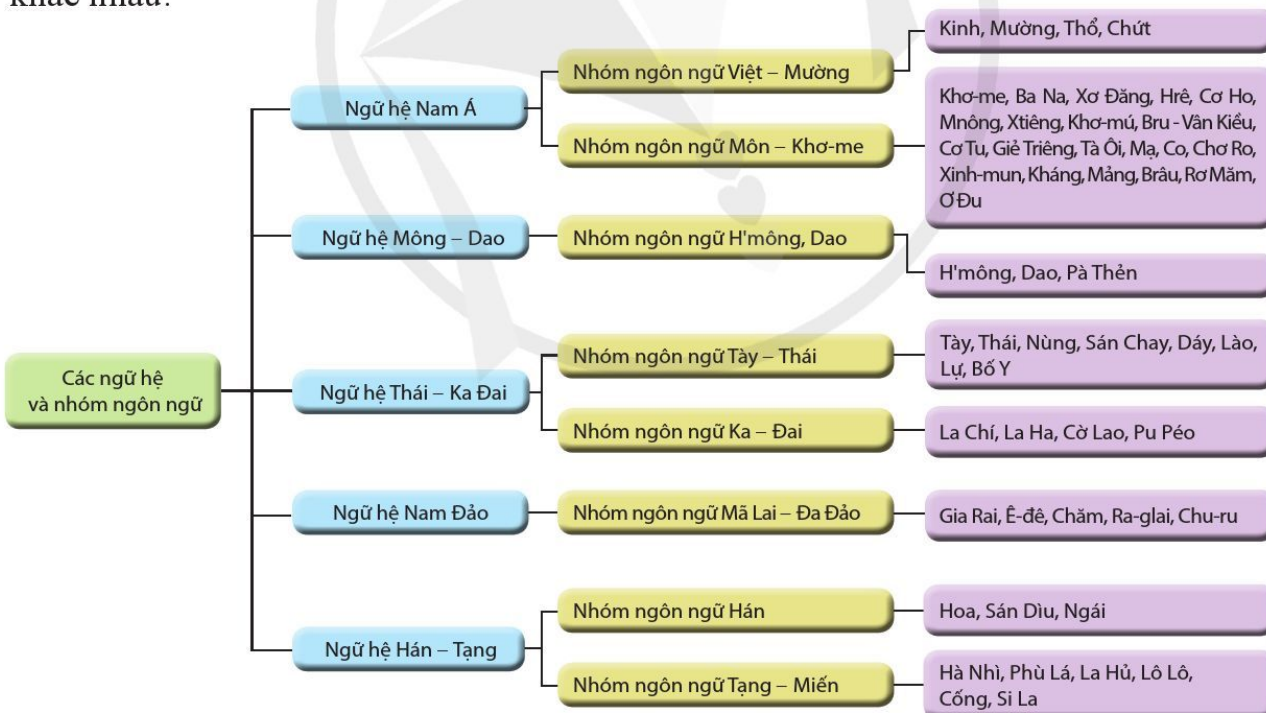 khác nhau.
Các ngữ hệ
và nhóm ngôn ngữ
Ngữ hệ Nam Á
Nhóm ngôn ngữ Việt – Mường
Kinh, Mường, Thổ, Chứt
Nhóm ngôn ngữ Môn – Khơ-me
Khơ-me, Ba Na, Xơ Đăng, Hrê, Cơ Ho,
Mnông, Xtiêng, Khơ-mú, Bru - Vân Kiều,
Cơ Tu, Giẻ Triêng, Tà Ôi, Mạ, Co, Chơ Ro,
Xinh-mun, Kháng, Mảng, Brâu, Rơ Măm,
Ơ Đu
Ngữ hệ Mông – Dao
Nhóm ngôn ngữ H'mông, Dao
H'mông, Dao, Pà Thẻn
Ngữ hệ Thái – Ka Đai
Nhóm ngôn ngữ Tày – Thái
Tày, Thái, Nùng, Sán Chay, Dáy, Lào,
Lự, Bố Y
Nhóm ngôn ngữ Ka – Đai
La Chí, La Ha, Cờ Lao, Pu Péo
Ngữ hệ Nam Đảo
Nhóm ngôn ngữ Mã Lai – Đa Đảo
Gia Rai, Ê-đê, Chăm, Ra-glai, Chu-ru
Ngữ hệ Hán – Tạng
Nhóm ngôn ngữ Hán
Hoa, Sán Dìu, Ngái
Nhóm ngôn ngữ Tạng – Miến
Hà Nhì, Phù Lá, La Hủ, Lô Lô,
Cống, Si La